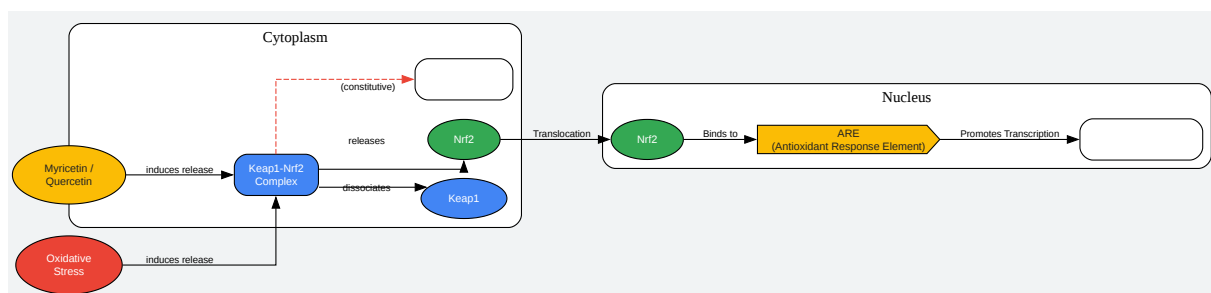 Cytoplasm
(constitutive)
Nucleus
releases
Nrf2
Translocation
Nrf2
Binds to
ARE
(Antioxidant Response Element)
Promotes Transcription
Myricetin /
Quercetin
induces release
Keap1-Nrf2
Complex
dissociates
Keap1
Oxidative
Stress
induces release